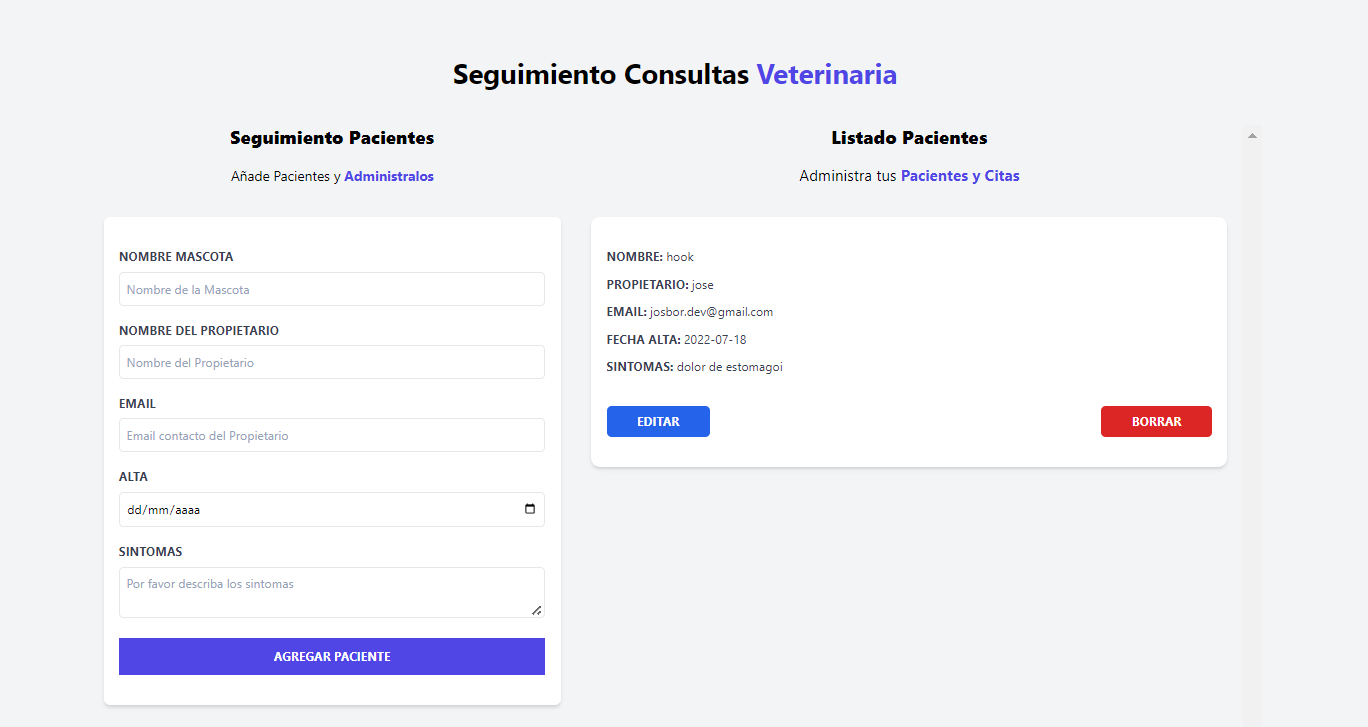 Seguimiento Consultas Veterinaria
Seguimiento Pacientes
Añade Pacientes y Administralos
NOMBRE MASCOTA
Nombre de la Mascota
NOMBRE DEL PROPIETARIO
Nombre del Propietario
EMAIL
Email contacto del Propietario
ALTA
dd/mm/aaaa
SINTOMAS
Por favor describa los sintomas
AGREGAR PACIENTE
Listado Pacientes
Administra tus Pacientes y Citas
NOMBRE: hook
PROPIETARIO: jose
EMAIL: josbor.dev@gmail.com
FECHA ALTA: 2022-07-18
SINTOMAS: dolor de estomagoi
EDITAR
BORRAR